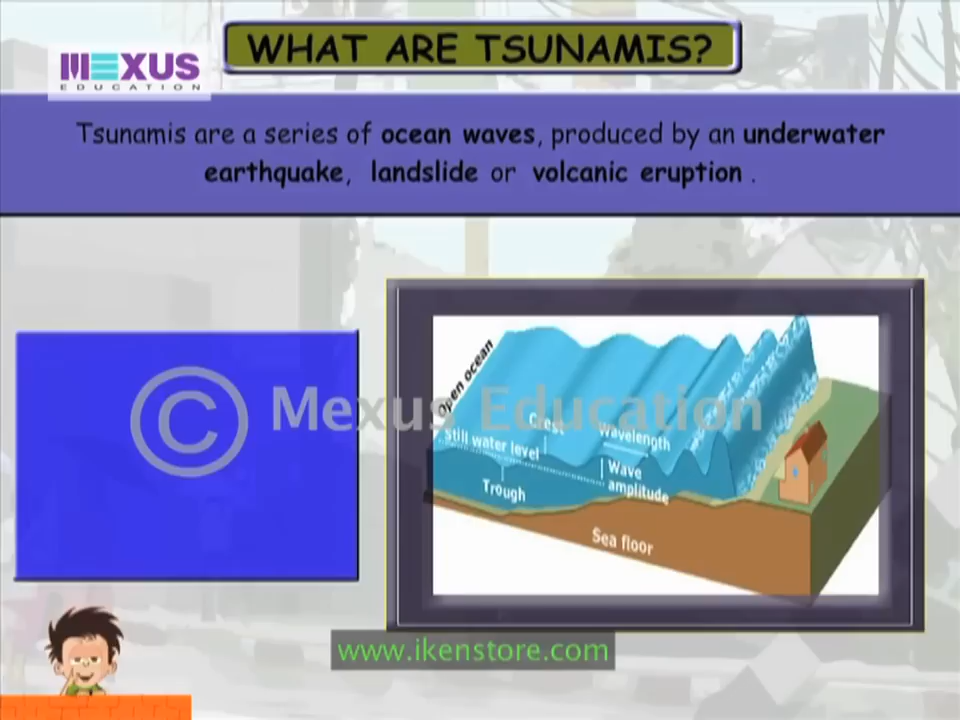 WHAT ARE TSUNAMIS?
MEXUS
EDUCATION
Tsunamis are a series of ocean waves, produced by an underwater
earthquake, landslide or volcanic eruption .
Open ocean
© Mexus Education
Crest
Wavelength
Still water level
Wave
amplitude
Trough
Sea floor
www.ikenstore.com